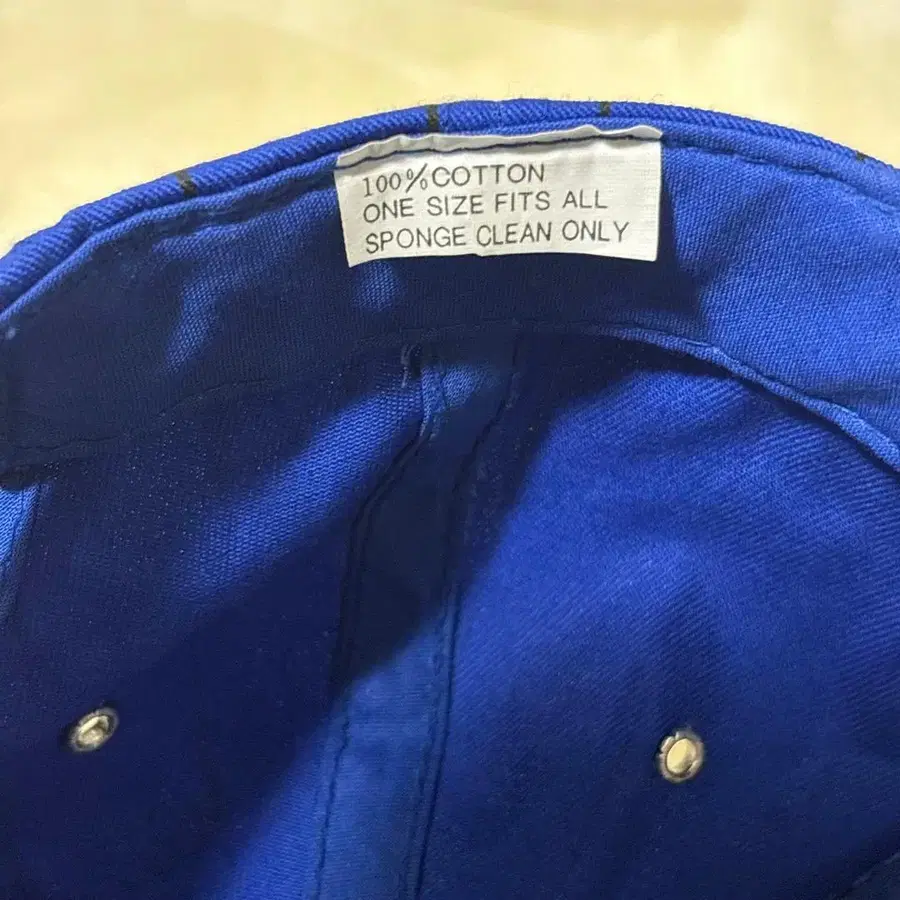 100% COTTON
ONE SIZE FITS ALL
SPONGE CLEAN ONLY